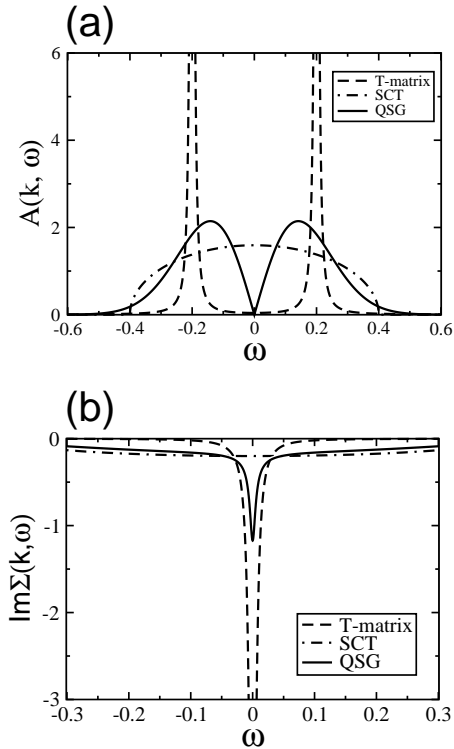 (a)
6
4
2
0
A(k, ω)
T-matrix
SCT
QSG
-0.6 -0.4 -0.2 0 0.2 0.4 0.6
ω
(b)
0
-1
-2
-3
ImΣ(k,ω)
T-matrix
SCT
QSG
-0.3 -0.2 -0.1 0 0.1 0.2 0.3
ω